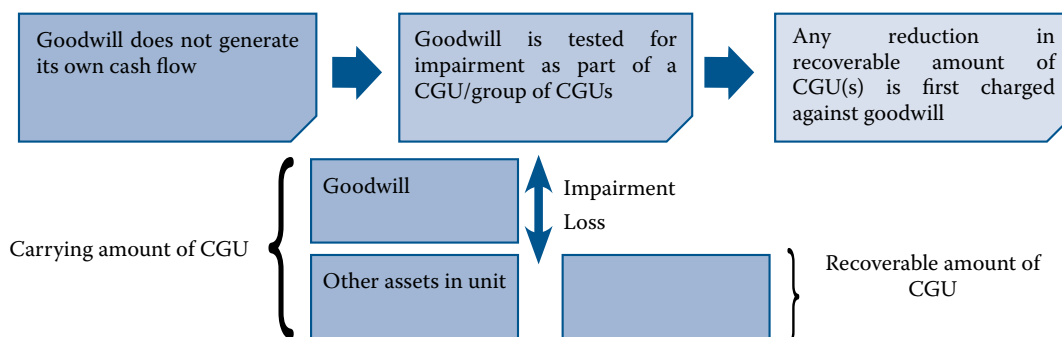 Goodwill does not generate
its own cash flow
Goodwill is tested for
impairment as part of a
CGU/group of CGUs
Any reduction in
recoverable amount of
CGU(s) is first charged
against goodwill
Goodwill
Impairment
Loss
Carrying amount of CGU
Other assets in unit
Recoverable amount of
CGU